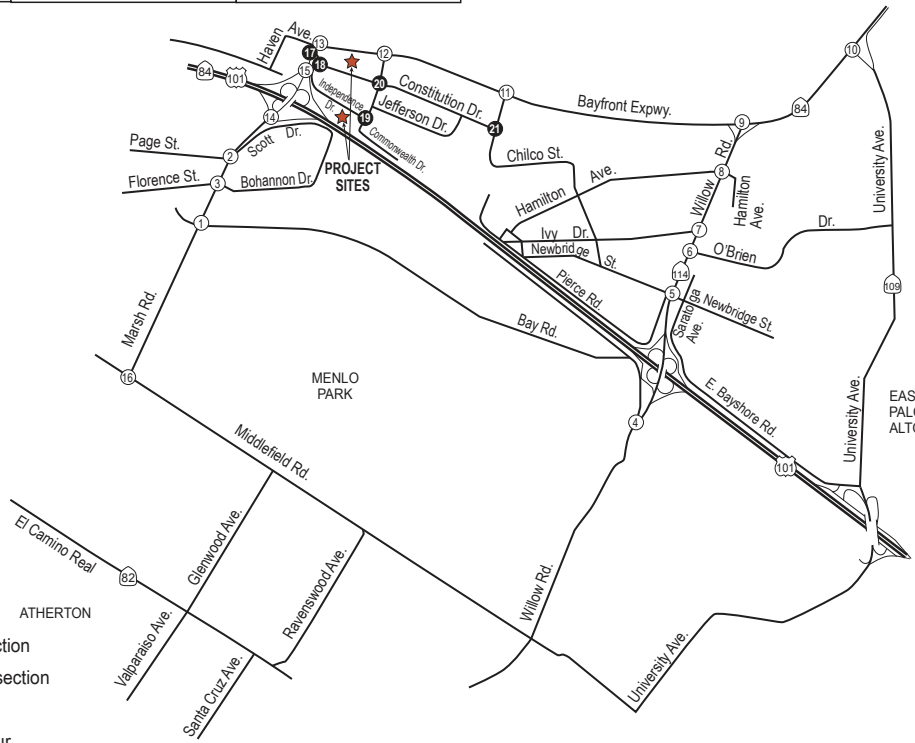 Haven
Ave.
13
17
18
12
84
101
15
20
Constitution Dr.
11
Bayfront Expwy.
84
10
Independence
Dr.
Jefferson Dr.
19
21
9
14
Scott Dr.
Commonwealth Dr.
Chilco St.
Rd.
University Ave.
Page St.
2
PROJECT
SITES
8
Florence St.
3
Bohannon Dr.
Hamilton Ave.
Willow
Hamilton
Ave.
1
Ivy Dr.
7
Dr.
Newbridge St.
6
O'Brien
114
109
Pierce Rd.
5
Saratoga
Ave.
Newbridge St.
Marsh Rd.
Bay Rd.
16
MENLO
PARK
E. Bayshore Rd.
University Ave.
4
Middlefield Rd.
101
El Camino Real
Glenwood Ave.
82
Ravenswood Ave.
Willow Rd.
ATHERTON
Valparaiso Ave.
Santa Cruz Ave.
University Ave.